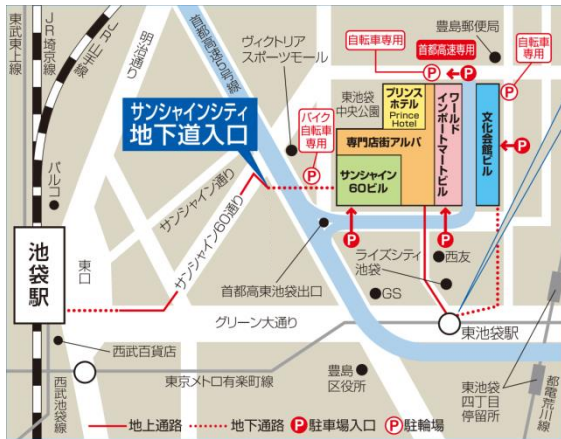 東武東上線
JR埼京線
JR山手線
明治通り
首都高速5号線
ヴィクトリア
スポーツモール
豊島郵便局
自転車専用
首都高速専用
自転車
専用
P
P
P
サンシャインシティ
地下道入口
バイク
自転車
専用
P
東池袋
中央公園
プリンス
ホテル
Prince
Hotel
ワールド
インポートマートビル
文化会館ビル
専門店街アルパ
サンシャイン
60ビル
P
P
P
パルコ
サンシャイン通り
サンシャイン60通り
池袋駅
東口
首都高東池袋出口
ライズシティ
池袋
西友
GS
グリーン大通り
東池袋駅
西武百貨店
西武池袋線
東京メトロ有楽町線
豊島
区役所
東池袋
四丁目
停留所
都電荒川線
地上通路
地下通路
P駐車場入口
P駐輪場